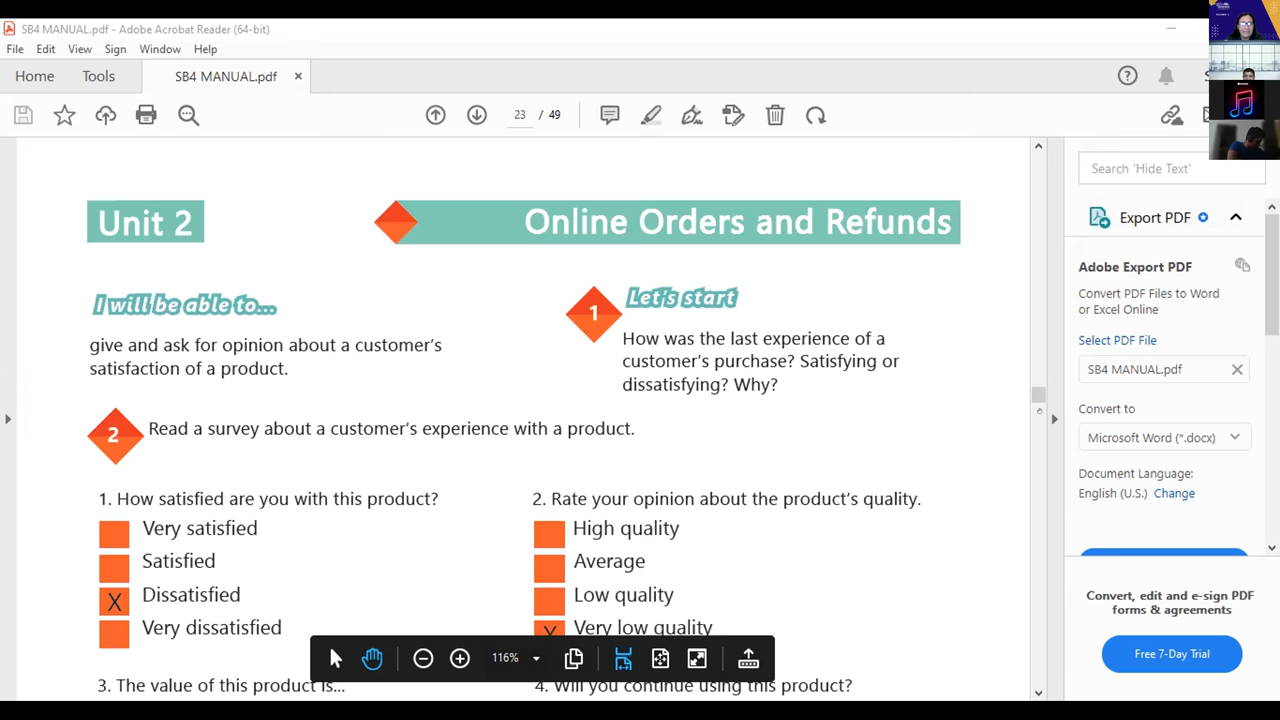 SB4 MANUAL.pdf - Adobe Acrobat Reader (64-bit)
File Edit View Sign Window Help
Home Tools SB4 MANUAL.pdf ×
23 / 49
Search 'Hide Text'
Unit 2
Online Orders and Refunds
I will be able to...
give and ask for opinion about a customer's
satisfaction of a product.
1
Let's start
How was the last experience of a
customer's purchase? Satisfying or
dissatisfying? Why?
2
Read a survey about a customer's experience with a product.
1. How satisfied are you with this product?
Very satisfied
Satisfied
X Dissatisfied
Very dissatisfied
2. Rate your opinion about the product's quality.
High quality
Average
Low quality
X Very low quality
3. The value of this product is...
4. Will you continue using this product?
116%
Export PDF
Adobe Export PDF
Convert PDF Files to Word
or Excel Online
Select PDF File
SB4 MANUAL.pdf
Convert to
Microsoft Word (*.docx)
Document Language:
English (U.S.) Change
Convert, edit and e-sign PDF
forms & agreements
Free 7-Day Trial